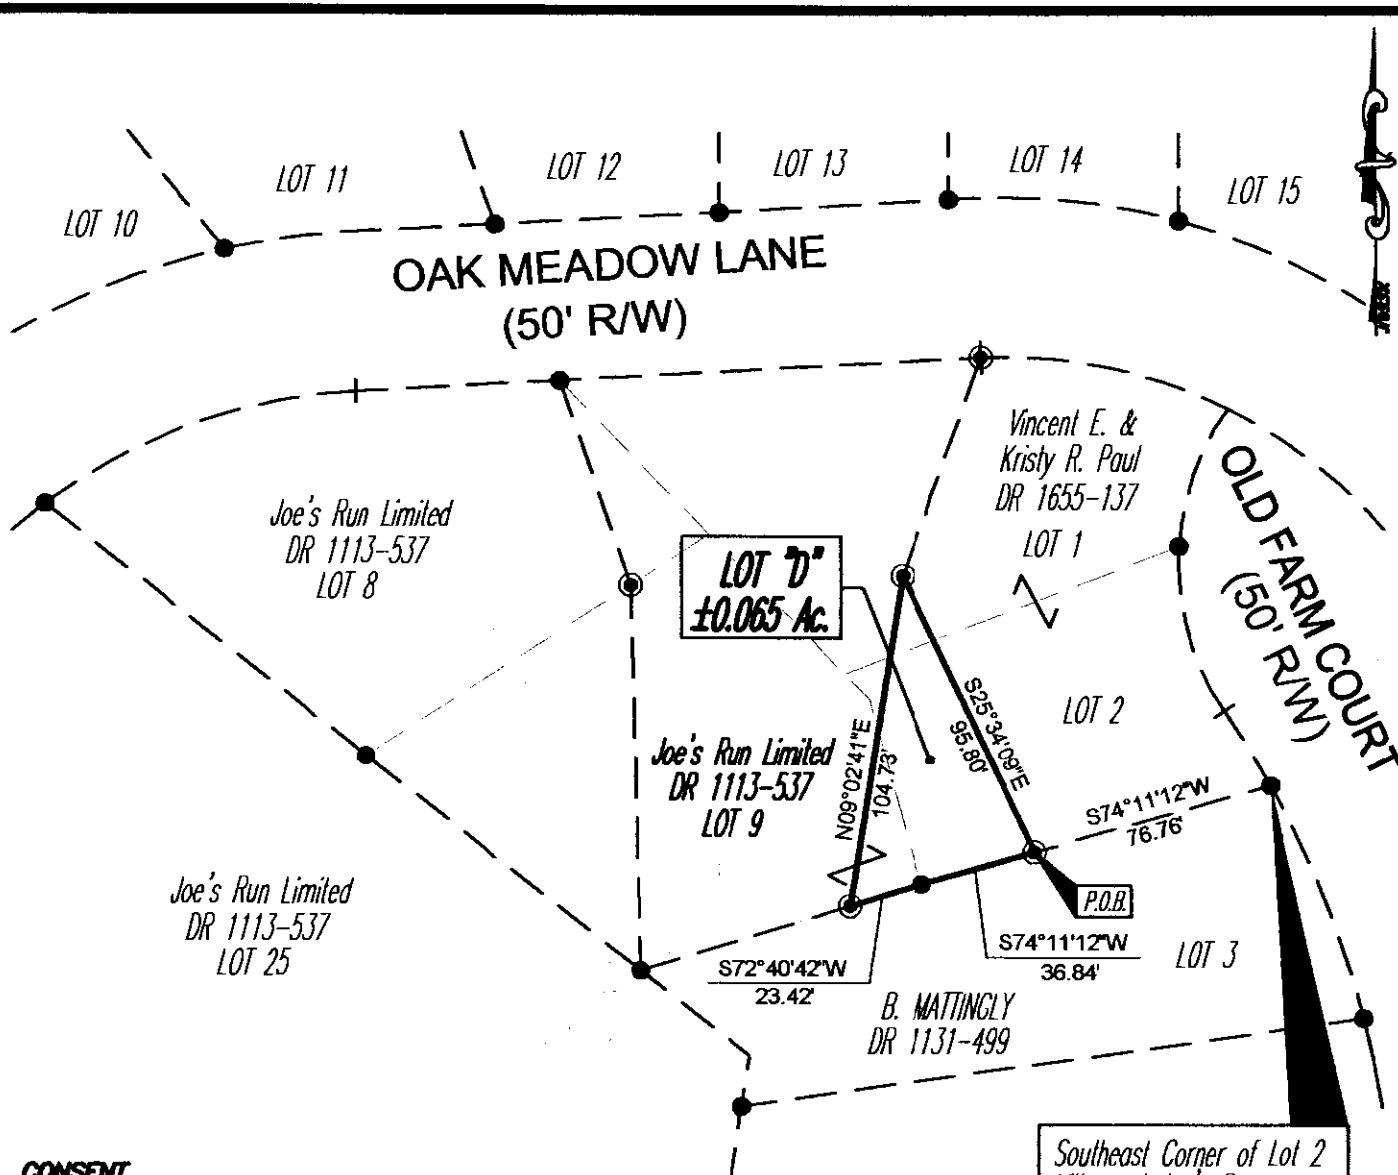 LOT 10
LOT 11
LOT 12
LOT 13
LOT 14
LOT 15
OAK MEADOW LANE
(50' R/W)
Vincent E. &
Kristy R. Paul
DR 1655-137
LOT 1
OLD FARM COURT
(50' R/W)
Joe's Run Limited
DR 1113-537
LOT 8
LOT "D"
±0.065 Ac.
LOT 2
S25°34'09"E
95.80'
N09°02'41"E
104.73'
Joe's Run Limited
DR 1113-537
LOT 9
S74°11'12"W
76.76'
P.O.B.
Joe's Run Limited
DR 1113-537
LOT 25
S72°40'42"W
23.42'
S74°11'12"W
36.84'
LOT 3
B. MATTINGLY
DR 1131-499
Southeast Corner of Lot 2
CONSENT